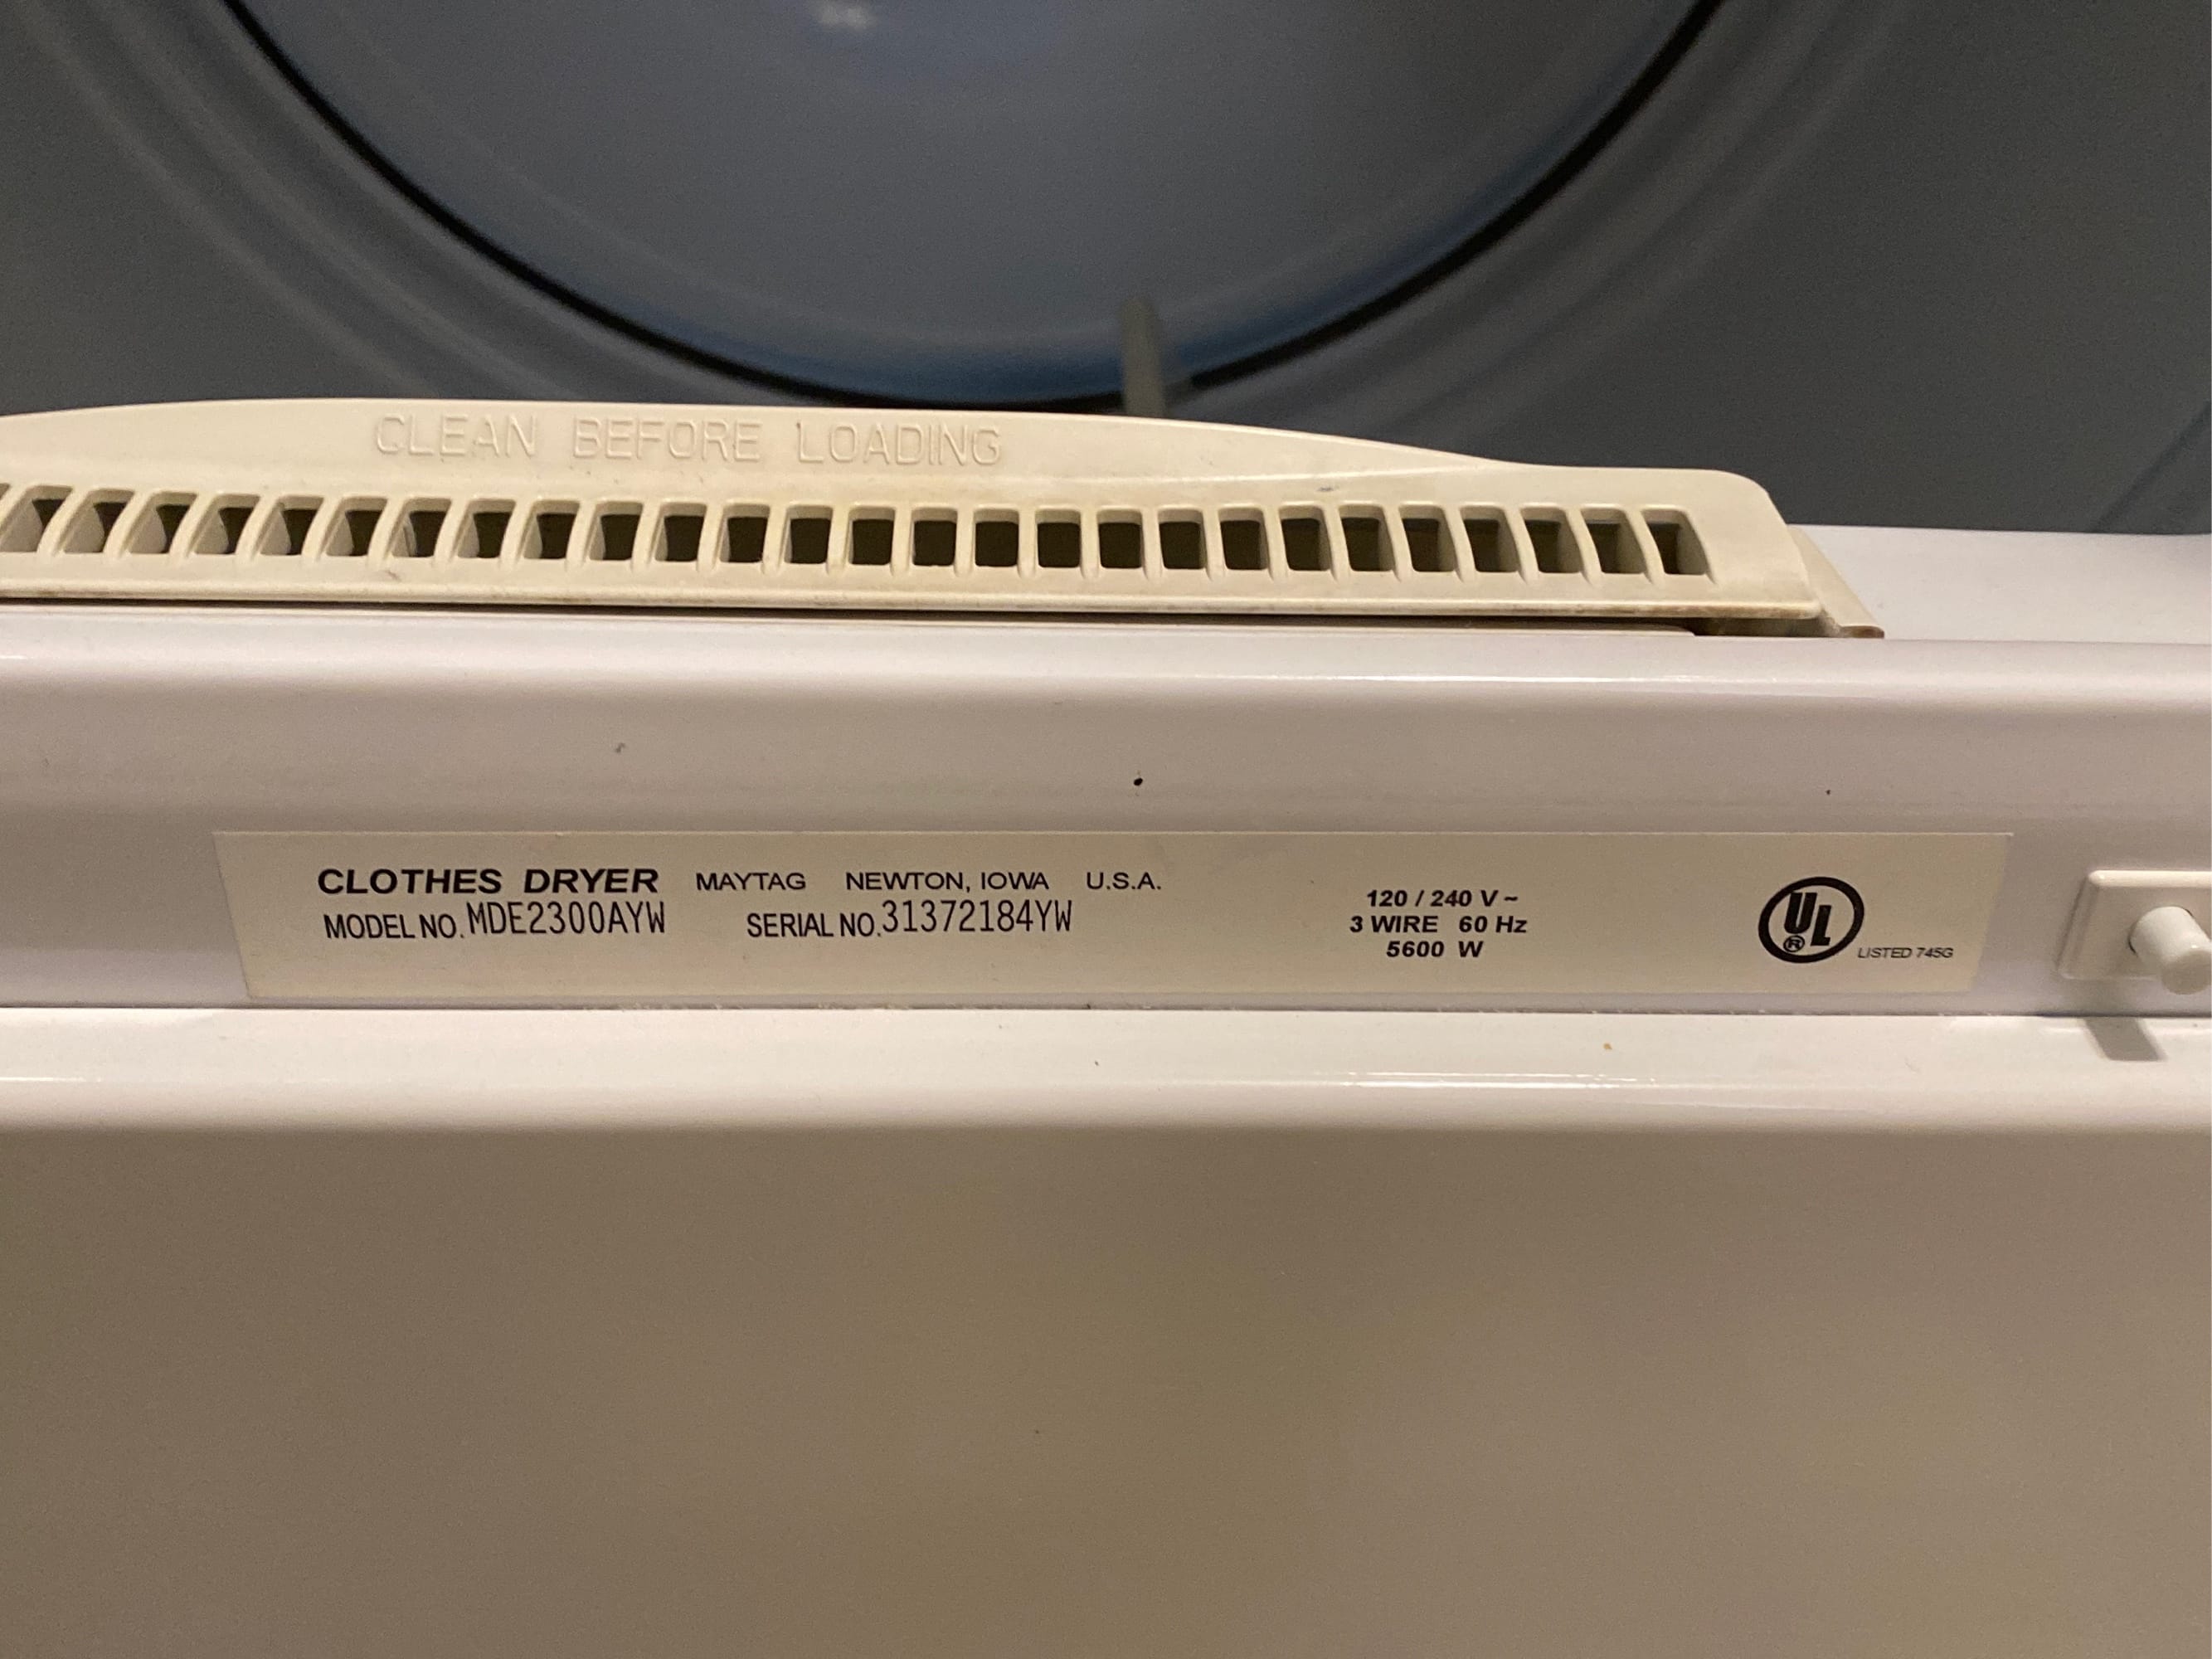 CLEAN BEFORE LOADING
CLOTHES DRYER MAYTAG NEWTON, IOWA U.S.A.
MODEL NO. MDE2300AYW SERIAL NO. 31372184YW
120 / 240 V ~
3 WIRE 60 Hz
5600 W
UL
®
LISTED 745G